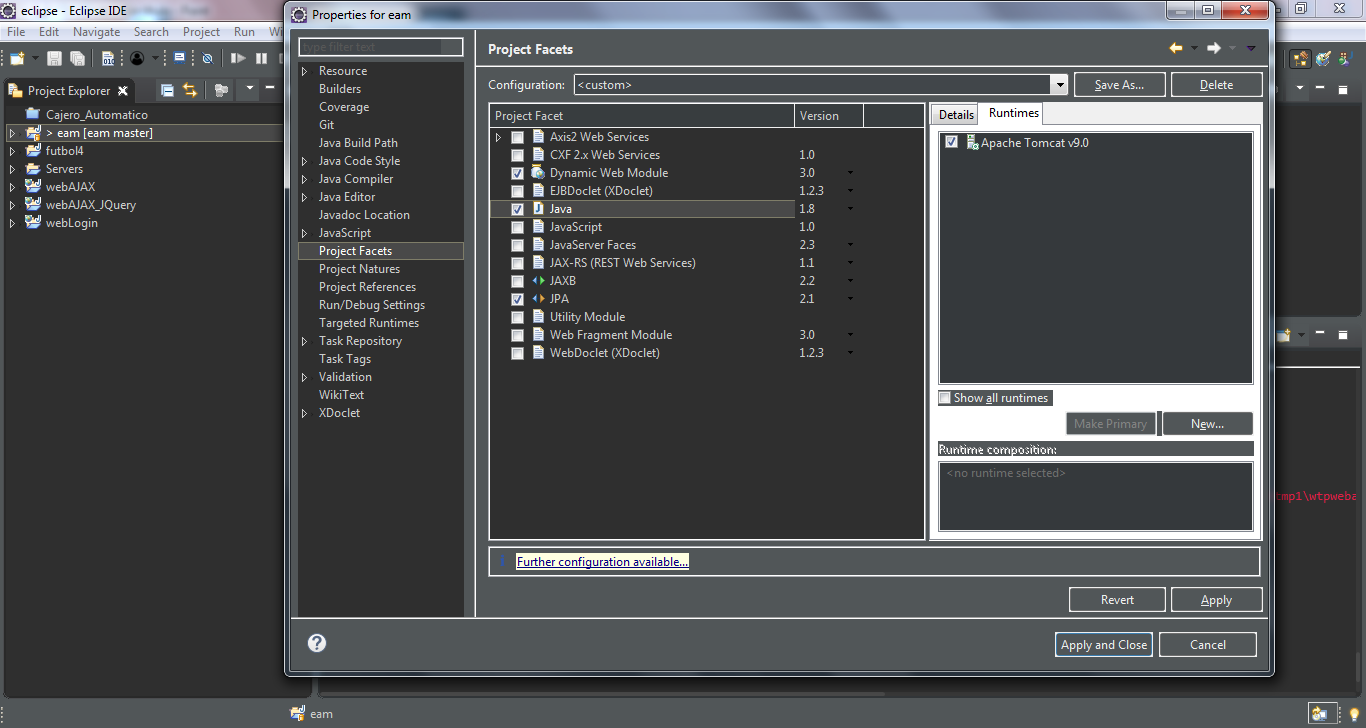 eclipse - Eclipse IDE
File Edit Navigate Search Project Run Wi
Project Explorer
Cajero_Automatico
> eam [eam master]
futbol4
Servers
webAJAX
webAJAX_JQuery
webLogin
Properties for eam
type filter text
Resource
Builders
Coverage
Git
Java Build Path
Java Code Style
Java Compiler
Java Editor
Javadoc Location
JavaScript
Project Facets
Project Natures
Project References
Run/Debug Settings
Targeted Runtimes
Task Repository
Task Tags
Validation
WikiText
XDoclet
Project Facets
Configuration: <custom> Save As... Delete
Project Facet Version
Axis2 Web Services
CXF 2.x Web Services 1.0
Dynamic Web Module 3.0
EJBDoclet (XDoclet) 1.2.3
Java 1.8
JavaScript 1.0
JavaServer Faces 2.3
JAX-RS (REST Web Services) 1.1
JAXB 2.2
JPA 2.1
Utility Module
Web Fragment Module 3.0
WebDoclet (XDoclet) 1.2.3
Details Runtimes
Apache Tomcat v9.0
Show all runtimes
Make Primary New...
Runtime composition:
<no runtime selected>
Further configuration available...
Revert Apply
Apply and Close Cancel
tmp1\wtpweba
eam